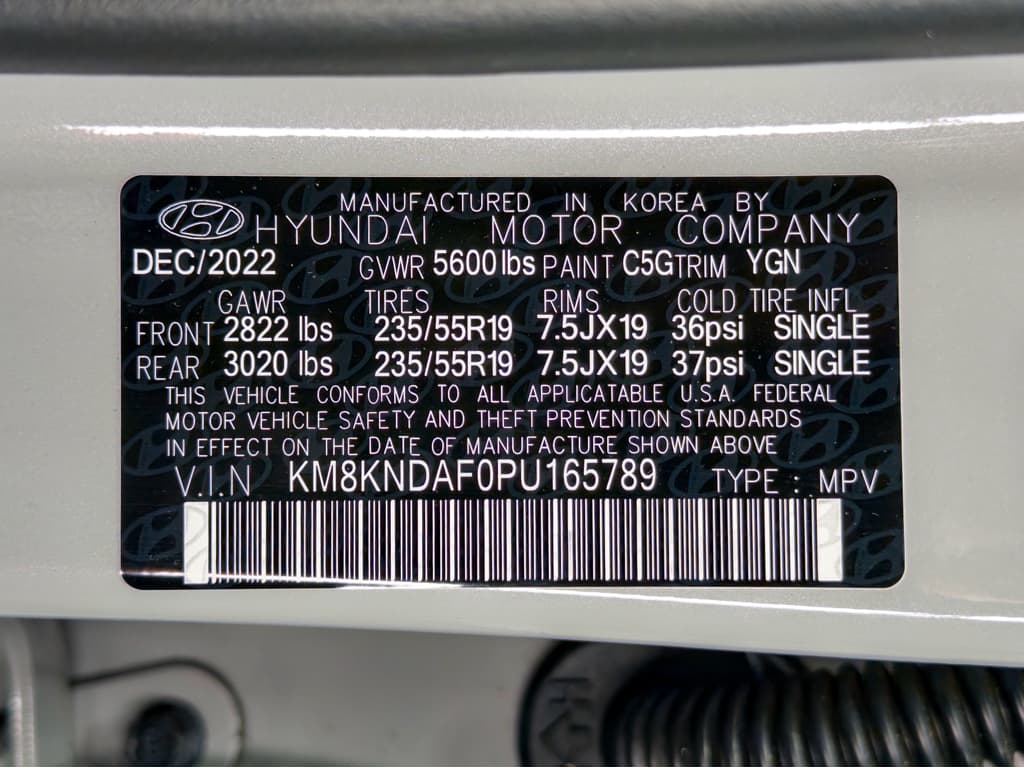 MANUFACTURED IN KOREA BY
HYUNDAI MOTOR COMPANY
DEC/2022 GVWR 5600lbs PAINT C5G TRIM YGN
GAWR TIRES RIMS COLD TIRE INFL
FRONT 2822 lbs 235/55R19 7.5JX19 36psi SINGLE
REAR 3020 lbs 235/55R19 7.5JX19 37psi SINGLE
THIS VEHICLE CONFORMS TO ALL APPLICATABLE U.S.A. FEDERAL
MOTOR VEHICLE SAFETY AND THEFT PREVENTION STANDARDS
IN EFFECT ON THE DATE OF MANUFACTURE SHOWN ABOVE
V.I.N KM8KNDAF0PU165789 TYPE : MPV